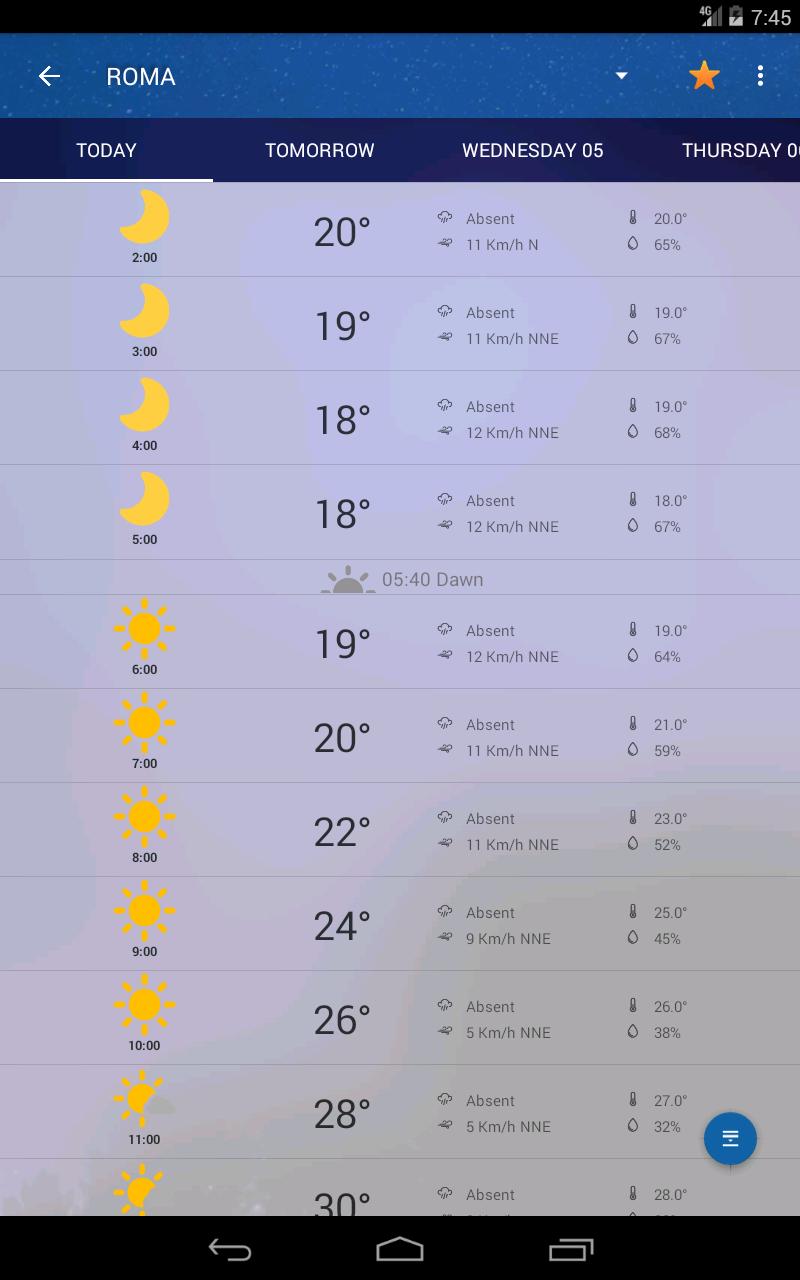 4G 7:45
ROMA
TODAY TOMORROW WEDNESDAY 05 THURSDAY 0
2:00 20° Absent 20.0°
11 Km/h N 65%
3:00 19° Absent 19.0°
11 Km/h NNE 67%
4:00 18° Absent 19.0°
12 Km/h NNE 68%
5:00 18° Absent 18.0°
12 Km/h NNE 67%
05:40 Dawn
6:00 19° Absent 19.0°
12 Km/h NNE 64%
7:00 20° Absent 21.0°
11 Km/h NNE 59%
8:00 22° Absent 23.0°
11 Km/h NNE 52%
9:00 24° Absent 25.0°
9 Km/h NNE 45%
10:00 26° Absent 26.0°
5 Km/h NNE 38%
11:00 28° Absent 27.0°
5 Km/h NNE 32%
30° Absent 28.0°